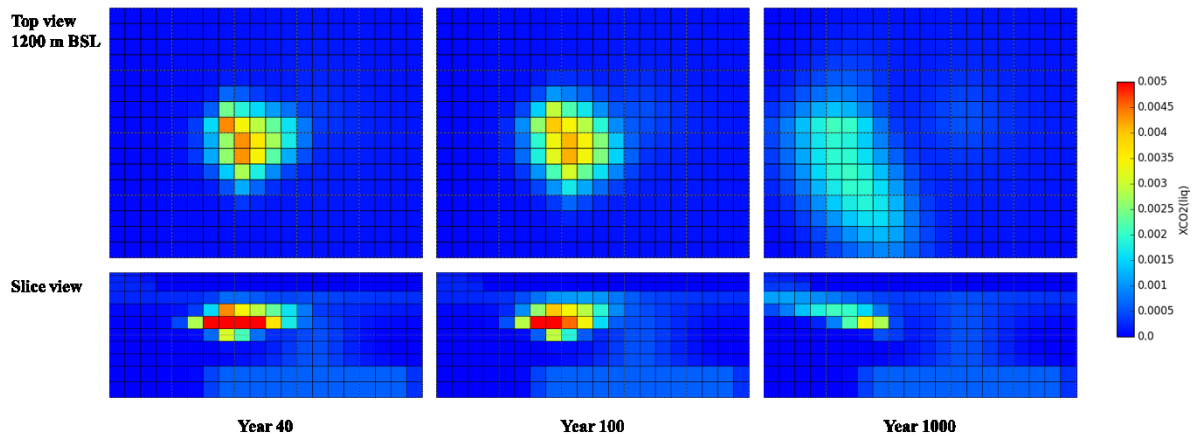 Top view
1200 m BSL
Slice view
Year 40
Year 100
Year 1000
0.005
0.0045
0.004
0.0035
0.003
0.0025
0.002
0.0015
0.001
0.0005
0.0
XCO2(liq)